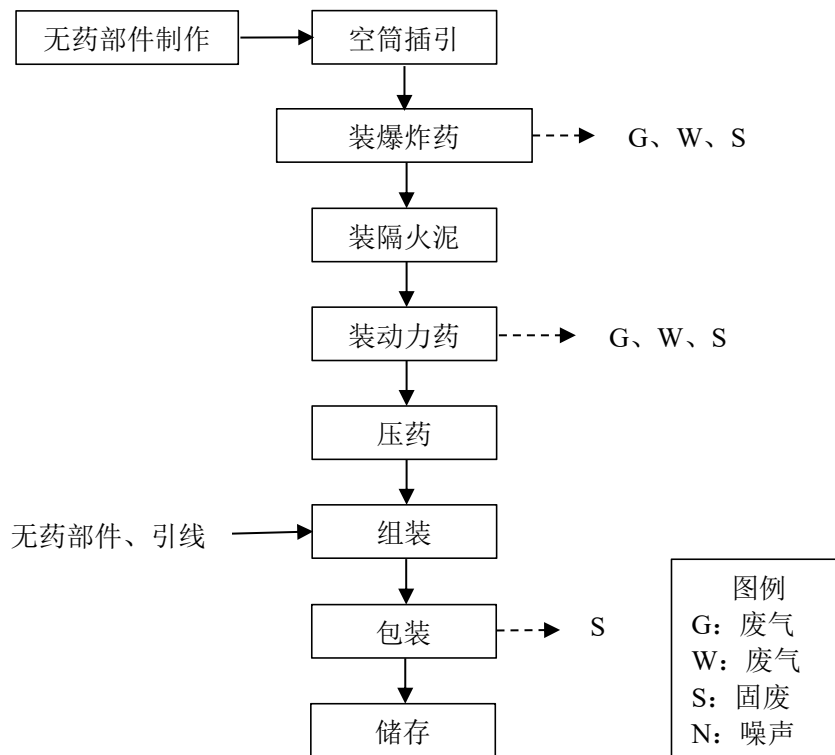 无药部件制作
空筒插引
装爆炸药
G、W、S
装隔火泥
装动力药
G、W、S
压药
无药部件、引线
组装
包装
S
储存
图例
G：废气
W：废气
S：固废
N：噪声